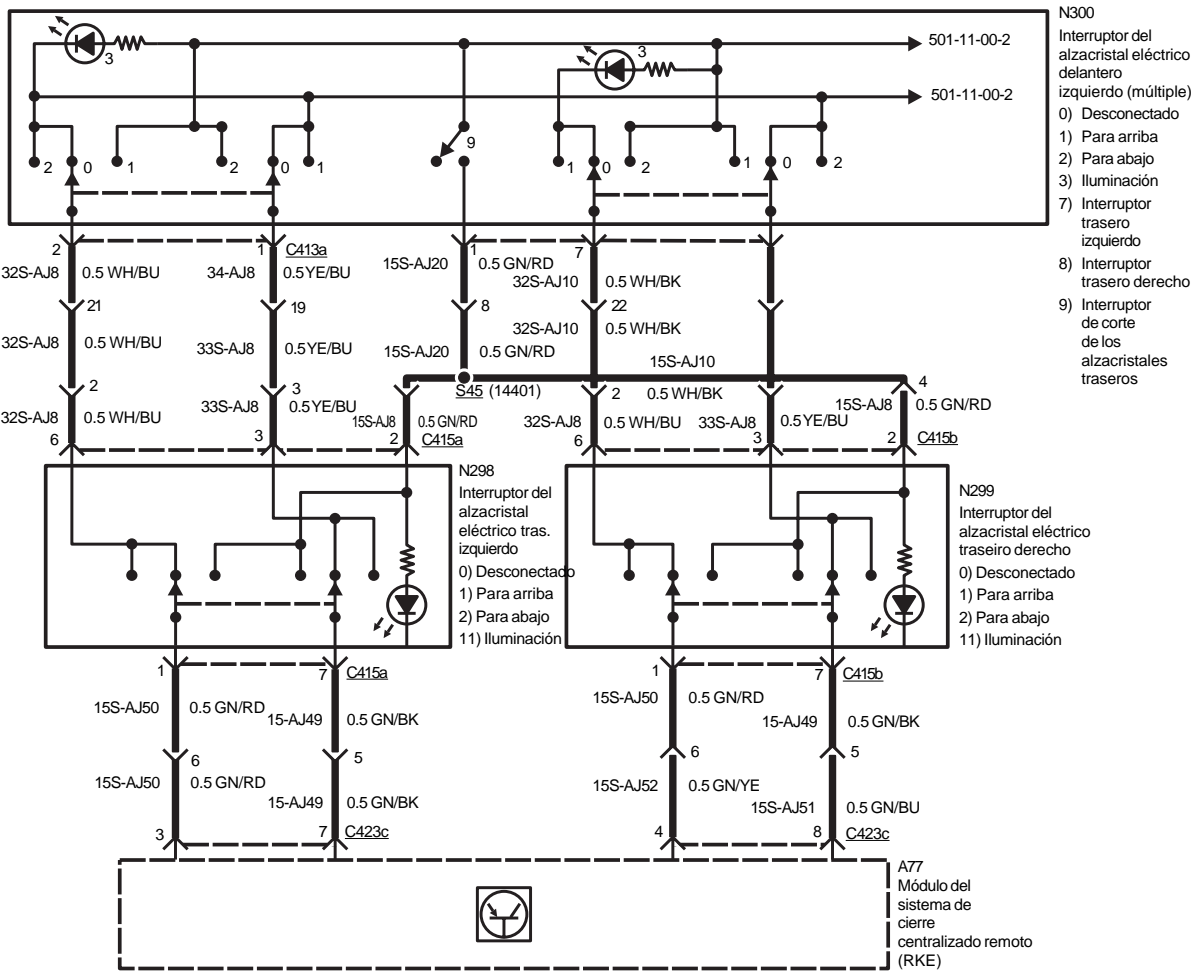 N300
Interruptor del
alzacristal eléctrico
delantero
izquierdo (múltiple)
0) Desconectado
1) Para arriba
2) Para abajo
3) Iluminación
7) Interruptor
trasero
izquierdo
8) Interruptor
trasero derecho
9) Interruptor
de corte
de los
alzacristales
traseros
3
501-11-00-2
3
501-11-00-2
9
2 0 1 2 0 1 1 0 2 1 0 2
2 1 C413a 1 7
32S-AJ8 0.5 WH/BU 34-AJ8 0.5 YE/BU 15S-AJ20 0.5 GN/RD
32S-AJ10 0.5 WH/BK
21 19 8 22
32S-AJ8 0.5 WH/BU 33S-AJ8 0.5 YE/BU 15S-AJ20 0.5 GN/RD
32S-AJ10 0.5 WH/BK
15S-AJ10
2 3 S45 (14401) 2 0.5 WH/BK 4
32S-AJ8 0.5 WH/BU 33S-AJ8 0.5 YE/BU 15S-AJ8 0.5 GN/RD
32S-AJ8 0.5 WH/BU 33S-AJ8 0.5 YE/BU 15S-AJ8 0.5 GN/RD
6 3 2 C415a 6 3 2 C415b
N298
Interruptor del
alzacristal
eléctrico tras.
izquierdo
0) Desconectado
1) Para arriba
2) Para abajo
11) Iluminación
N299
Interruptor del
alzacristal eléctrico
traseiro derecho
0) Desconectado
1) Para arriba
2) Para abajo
11) Iluminación
1 7 C415a 1 7 C415b
15S-AJ50 0.5 GN/RD 15-AJ49 0.5 GN/BK
15S-AJ50 0.5 GN/RD 15-AJ49 0.5 GN/BK
6 5 6 5
15S-AJ50 0.5 GN/RD 15-AJ49 0.5 GN/BK
15S-AJ52 0.5 GN/YE 15S-AJ51 0.5 GN/BU
3 7 C423c 4 8 C423c
A77
Módulo del
sistema de
cierre
centralizado remoto
(RKE)